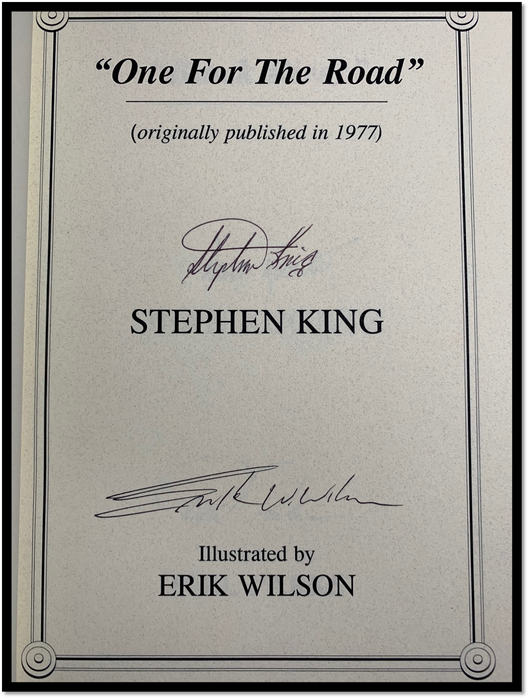 “One For The Road”
(originally published in 1977)
Stephen King
STEPHEN KING
Erik W. Wilson
Illustrated by
ERIK WILSON